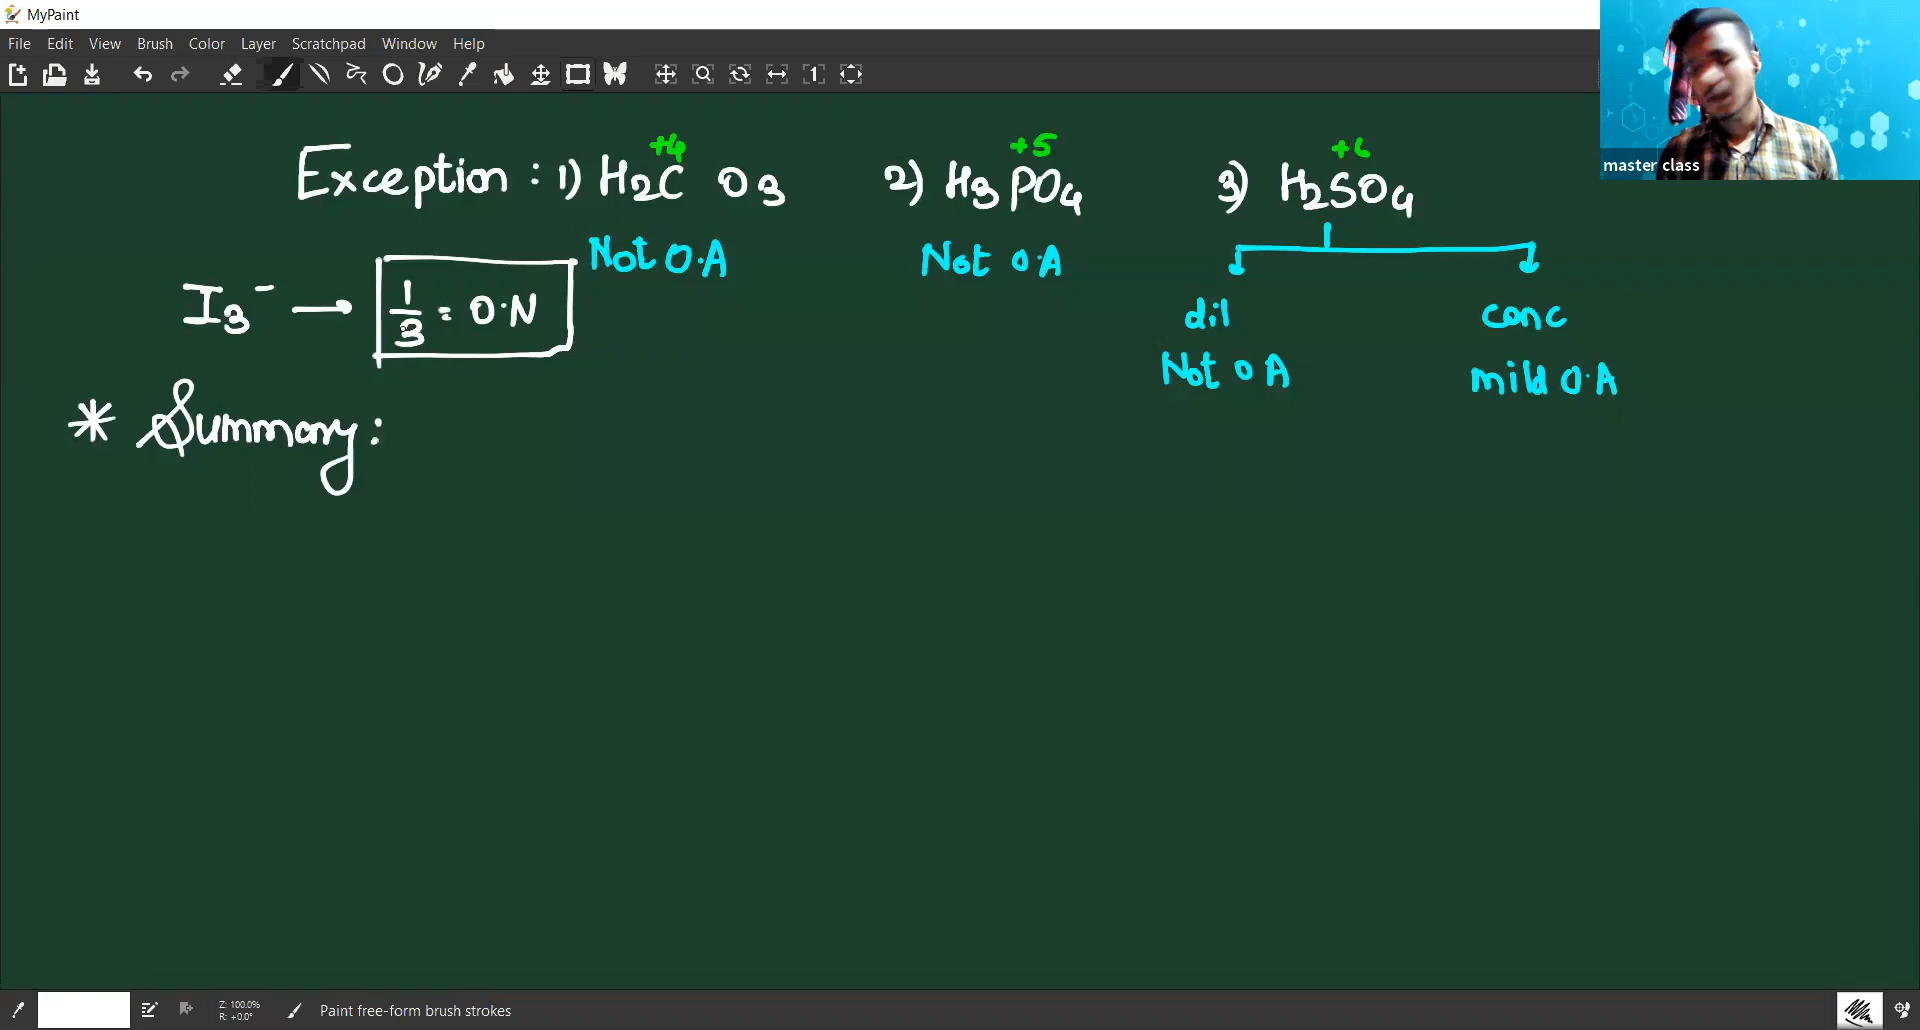 MyPaint
File Edit View Brush Color Layer Scratchpad Window Help
master class
Exception : 1) H2C O3 2) H3PO4 3) H2SO4
+4 +5 +6
Not O.A Not O.A
I3⁻ → 1/3 = O.N
dil conc
Not O A mild O.A
* Summary:
Z: 100.0%
R: +0.0°
Paint free-form brush strokes